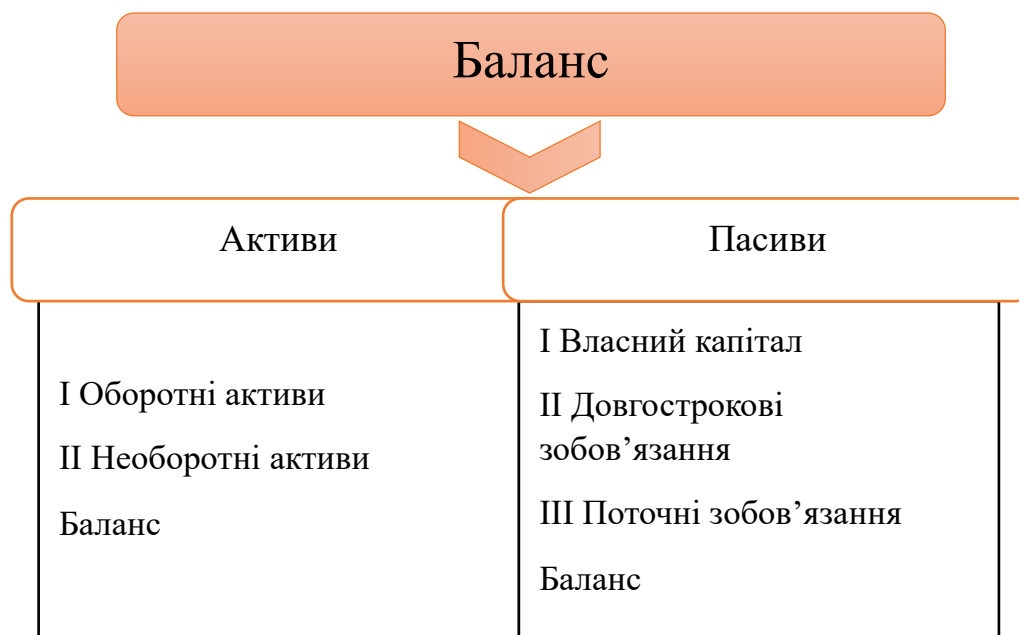 Баланс
Активи
Пасиви
І Оборотні активи
ІІ Необоротні активи
Баланс
І Власний капітал
ІІ Довгострокові
зобов’язання
ІІІ Поточні зобов’язання
Баланс